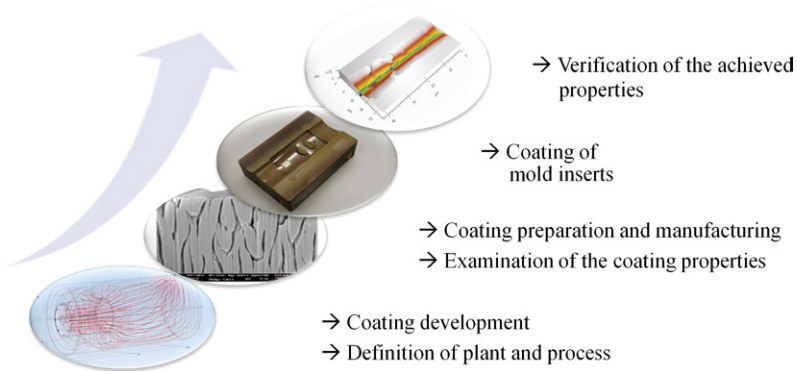 → Verification of the achieved
properties
→ Coating of
mold inserts
→ Coating preparation and manufacturing
→ Examination of the coating properties
→ Coating development
→ Definition of plant and process